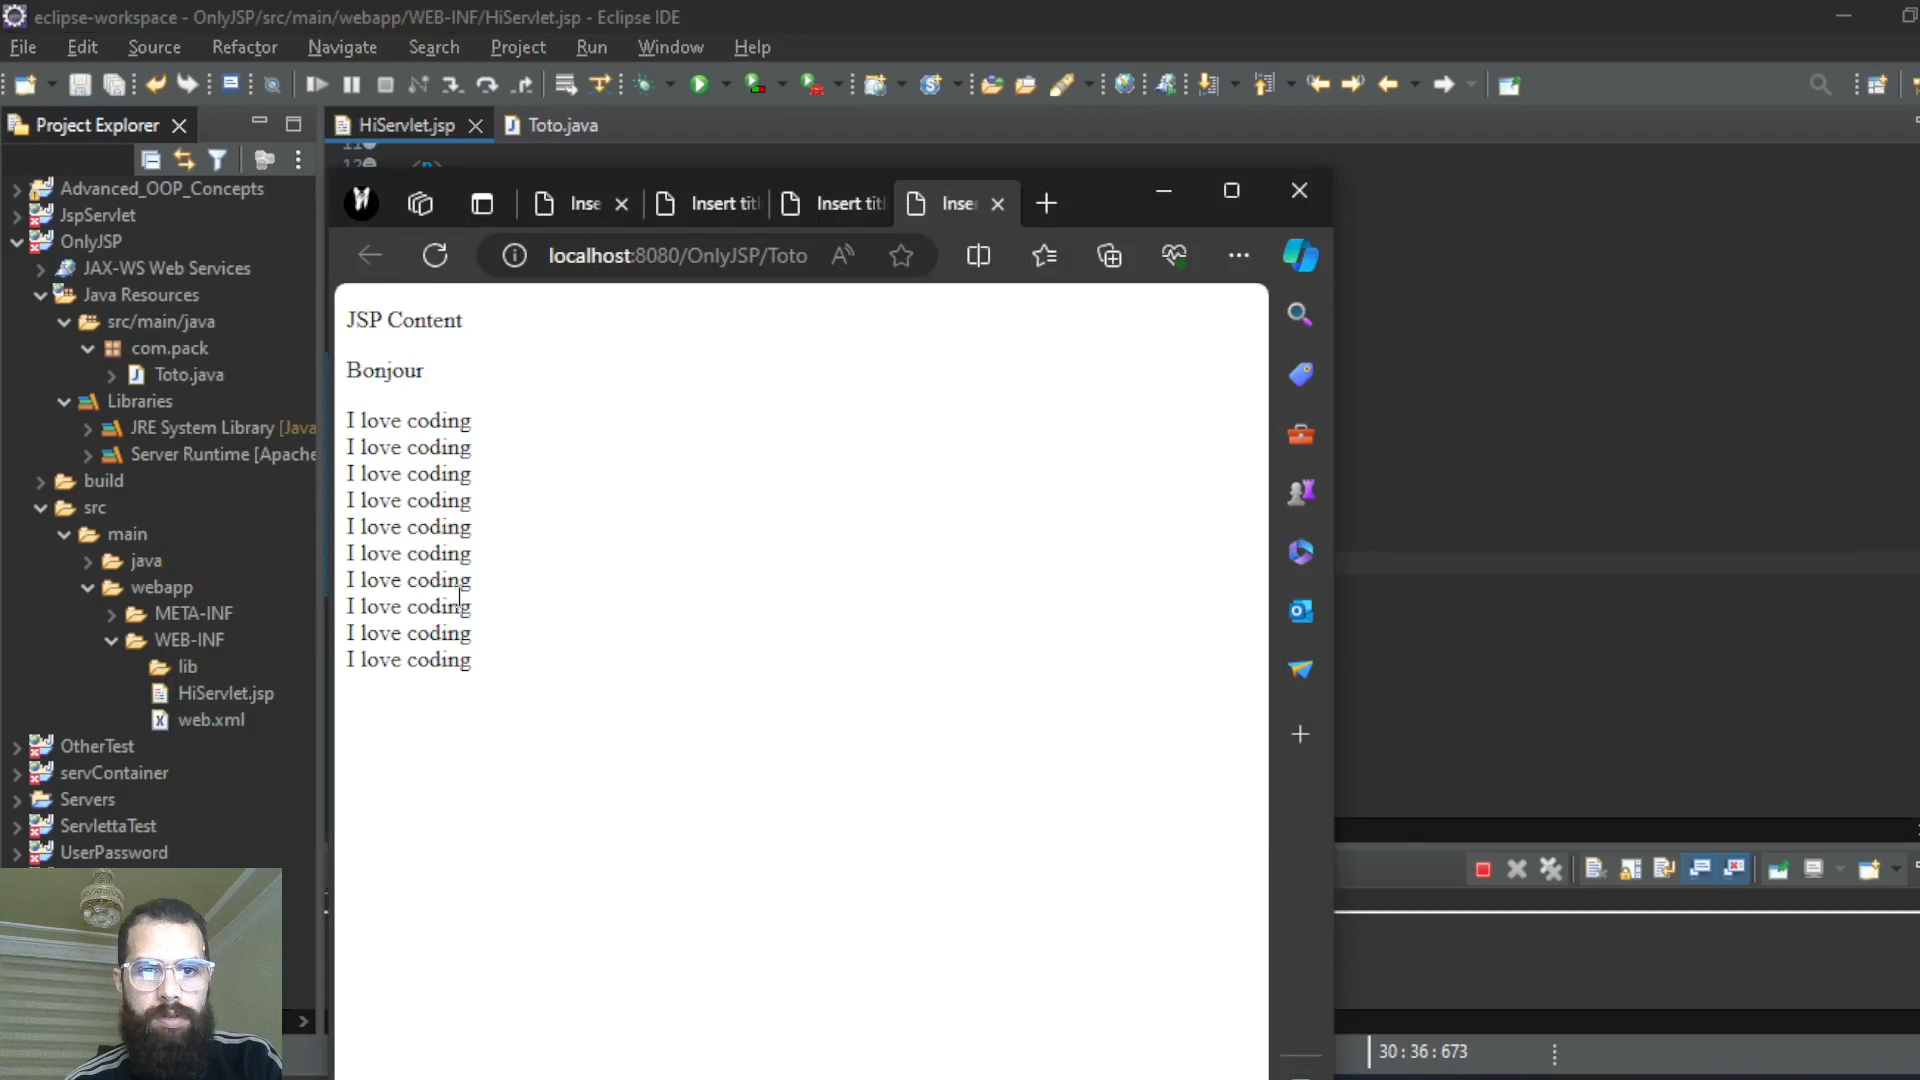 eclipse-workspace - OnlyJSP/src/main/webapp/WEB-INF/HiServlet.jsp - Eclipse IDE
File Edit Source Refactor Navigate Search Project Run Window Help
Project Explorer
HiServlet.jsp Toto.java
12
Advanced_OOP_Concepts
JspServlet
OnlyJSP
JAX-WS Web Services
Java Resources
src/main/java
com.pack
Toto.java
Libraries
JRE System Library [Java
Server Runtime [Apache
build
src
main
java
webapp
META-INF
WEB-INF
lib
HiServlet.jsp
web.xml
OtherTest
servContainer
Servers
ServlettaTest
UserPassword
Inse Insert tit Insert tit Inse
localhost:8080/OnlyJSP/Toto
JSP Content
Bonjour
I love coding
I love coding
I love coding
I love coding
I love coding
I love coding
I love coding
I love coding
I love coding
I love coding
30 : 36 : 673